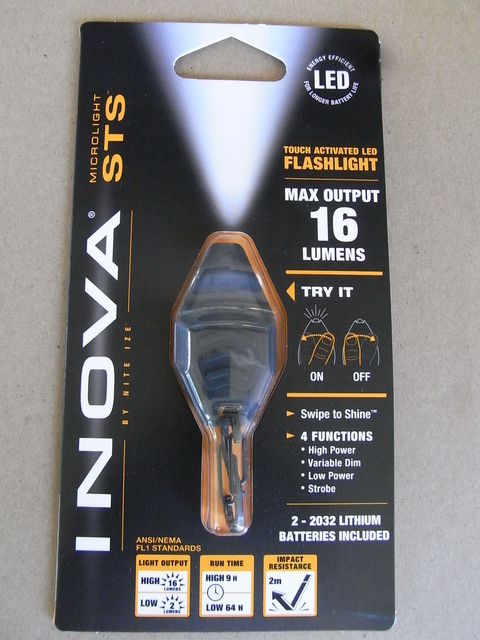 ENERGY EFFICIENT
LED
FOR LONGER BATTERY LIFE
MICROLIGHT™
STS™
INOVA®
BY NITE IZE®
TOUCH ACTIVATED LED
FLASHLIGHT
MAX OUTPUT
16
LUMENS
TRY IT
ON OFF
Swipe to Shine™
4 FUNCTIONS
• High Power
• Variable Dim
• Low Power
• Strobe
2 - 2032 LITHIUM
BATTERIES INCLUDED
ANSI/NEMA
FL1 STANDARDS
LIGHT OUTPUT
HIGH 16 LUMENS
LOW 2 LUMENS
RUN TIME
HIGH 9 H
LOW 64 H
IMPACT
RESISTANCE
2m